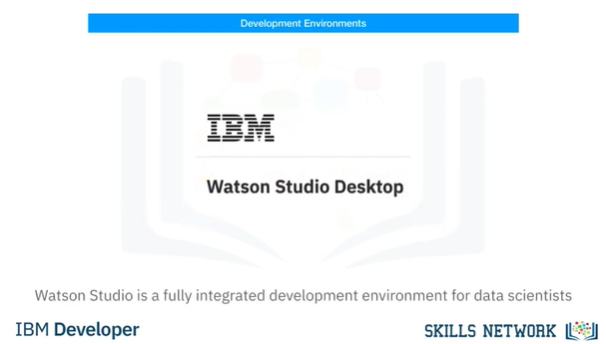 Development Environments
IBM
Watson Studio Desktop
Watson Studio is a fully integrated development environment for data scientists
IBM Developer
SKILLS NETWORK